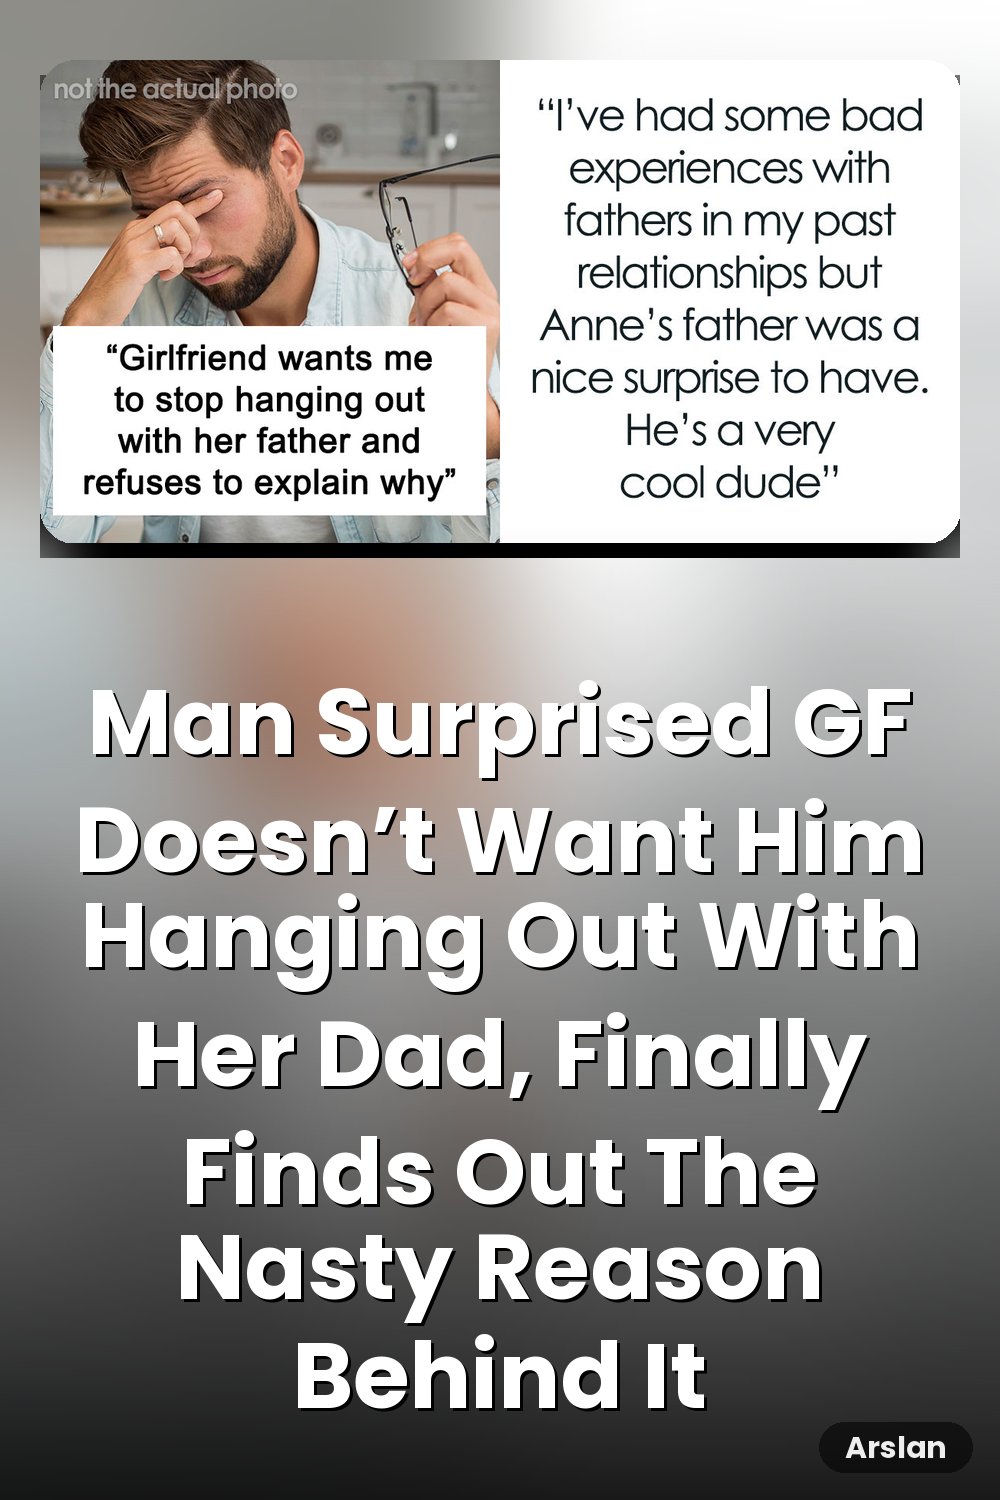 not the actual photo
“Girlfriend wants me
to stop hanging out
with her father and
refuses to explain why”
“I’ve had some bad
experiences with
fathers in my past
relationships but
Anne’s father was a
nice surprise to have.
He’s a very
cool dude”
Man Surprised GF
Doesn’t Want Him
Hanging Out With
Her Dad, Finally
Finds Out The
Nasty Reason
Behind It
Arslan